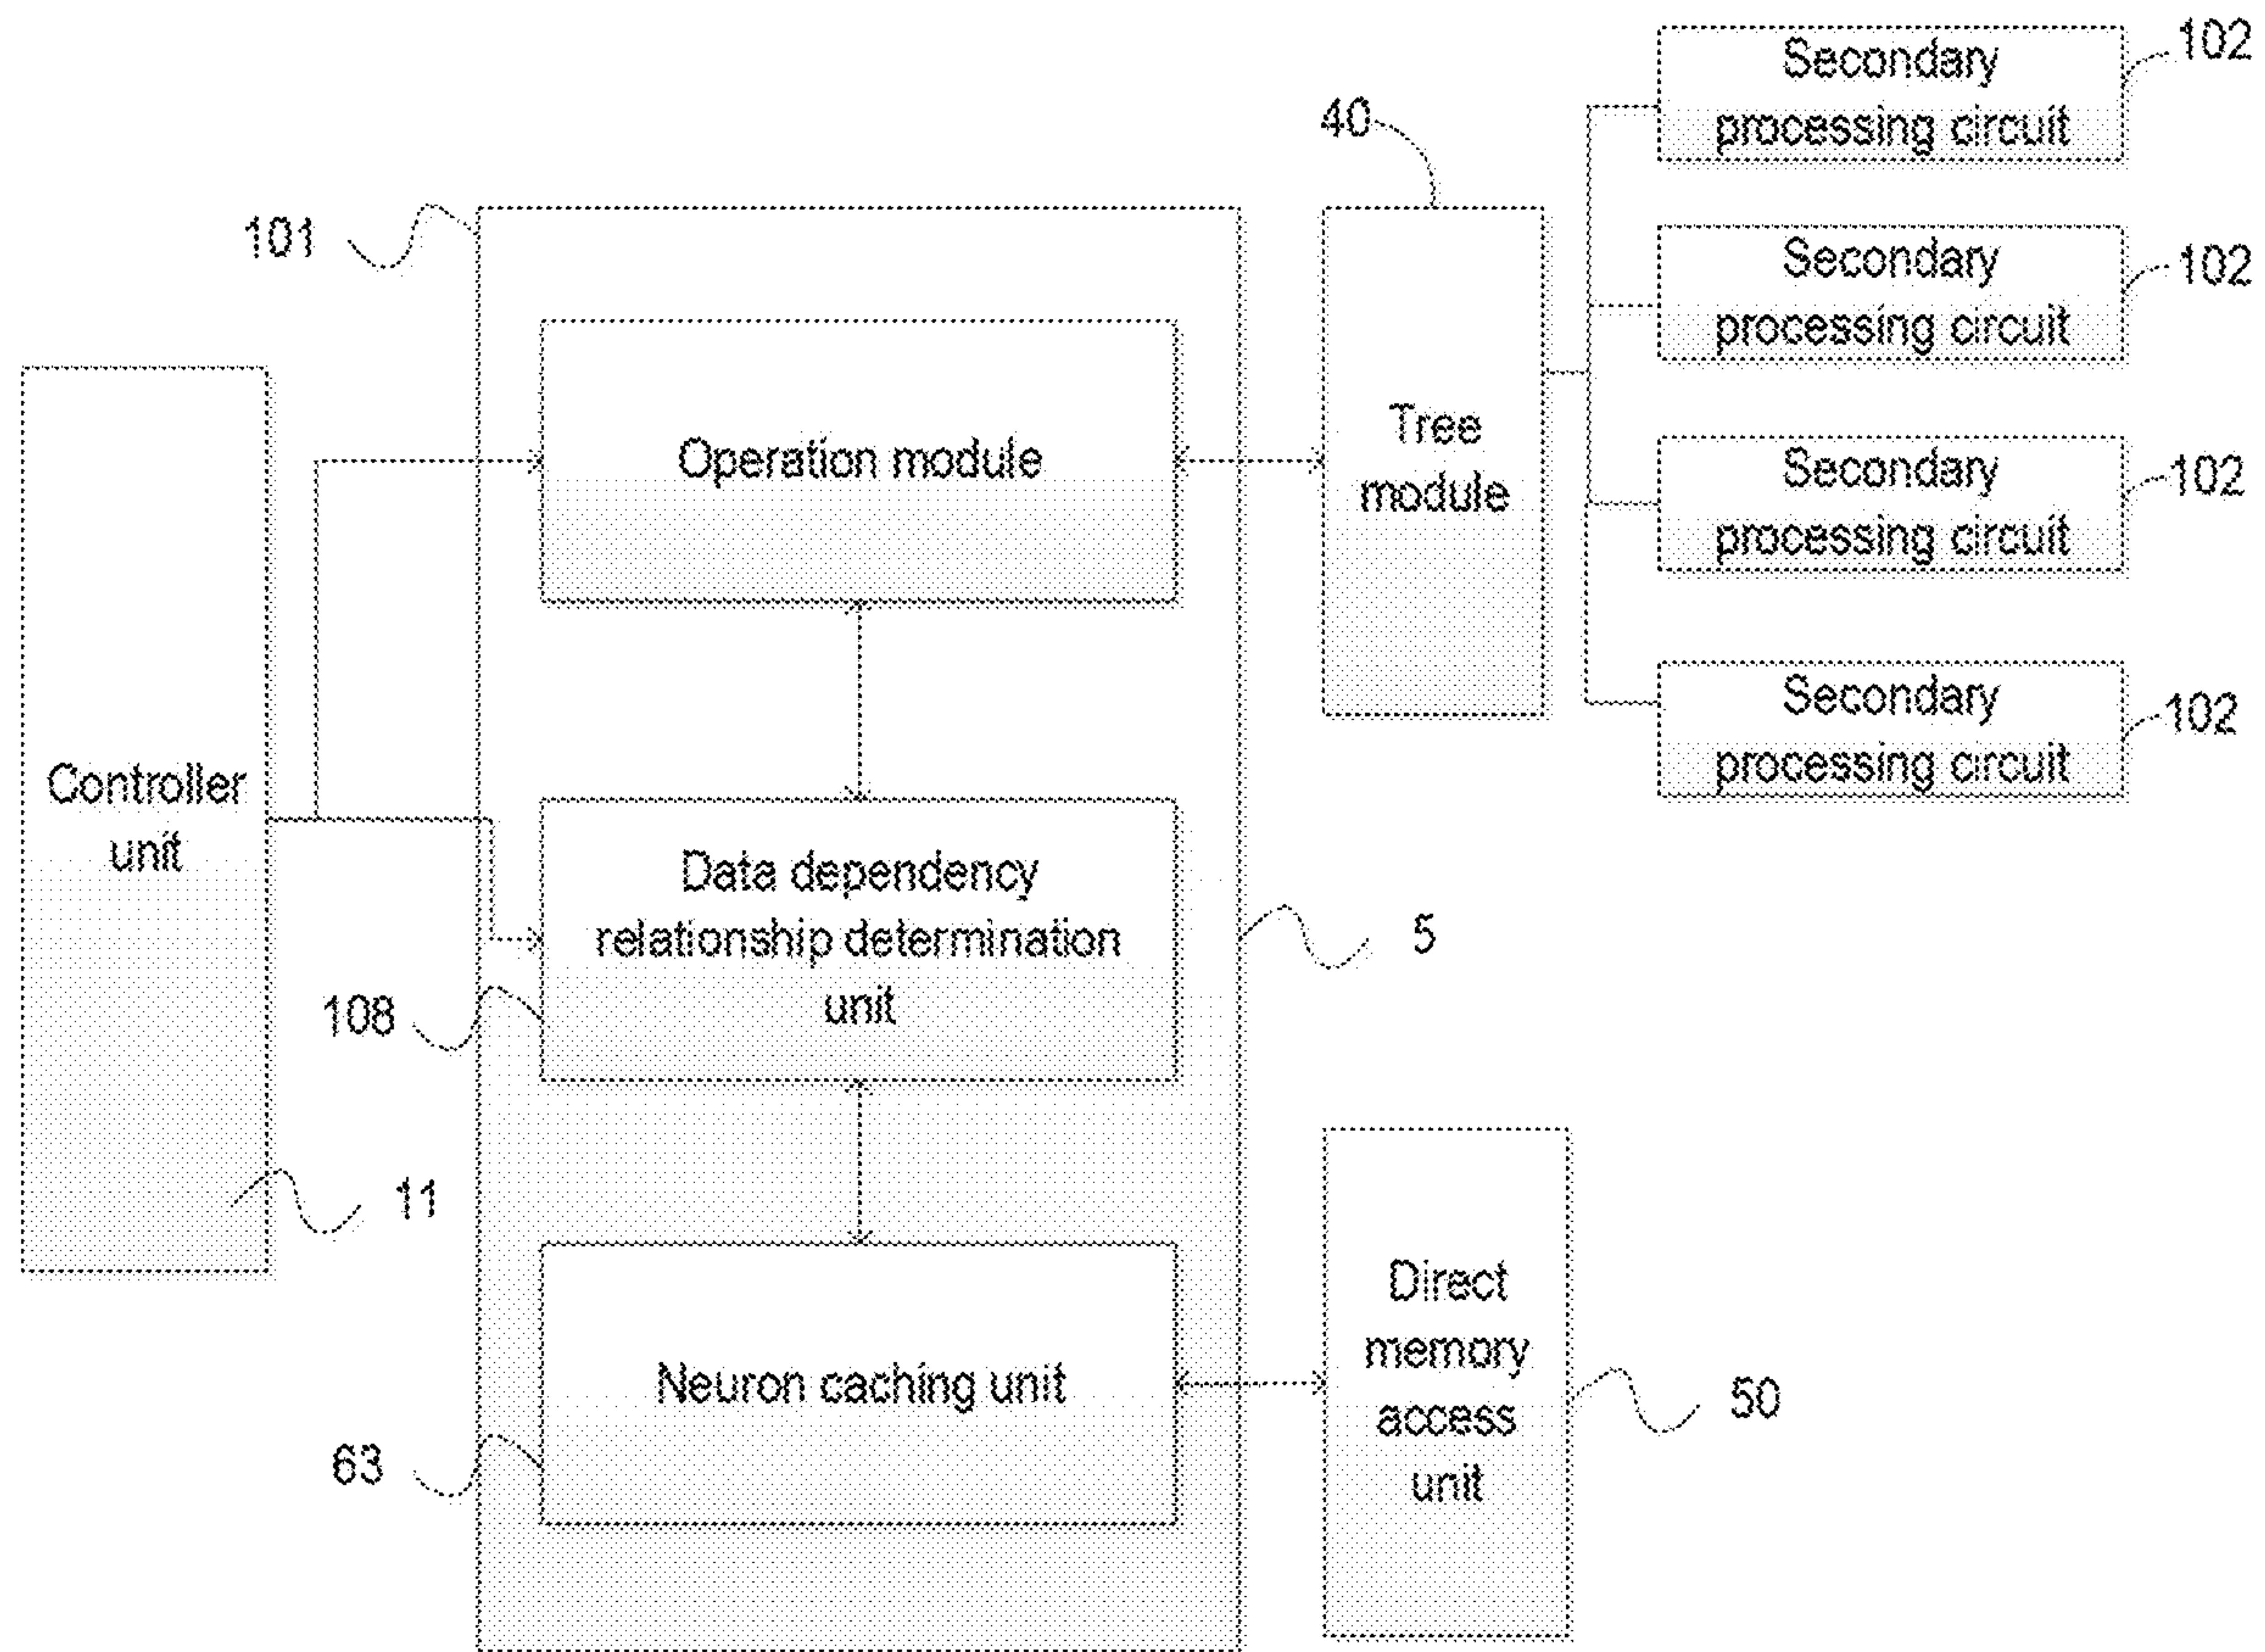 Secondary
processing circuit
102
40
Secondary
processing circuit
102
101
Operation module
Tree
module
Secondary
processing circuit
102
Secondary
processing circuit
102
Controller
unit
Data dependency
relationship determination
unit
5
108
11
Neuron caching unit
63
Direct
memory
access
unit
50